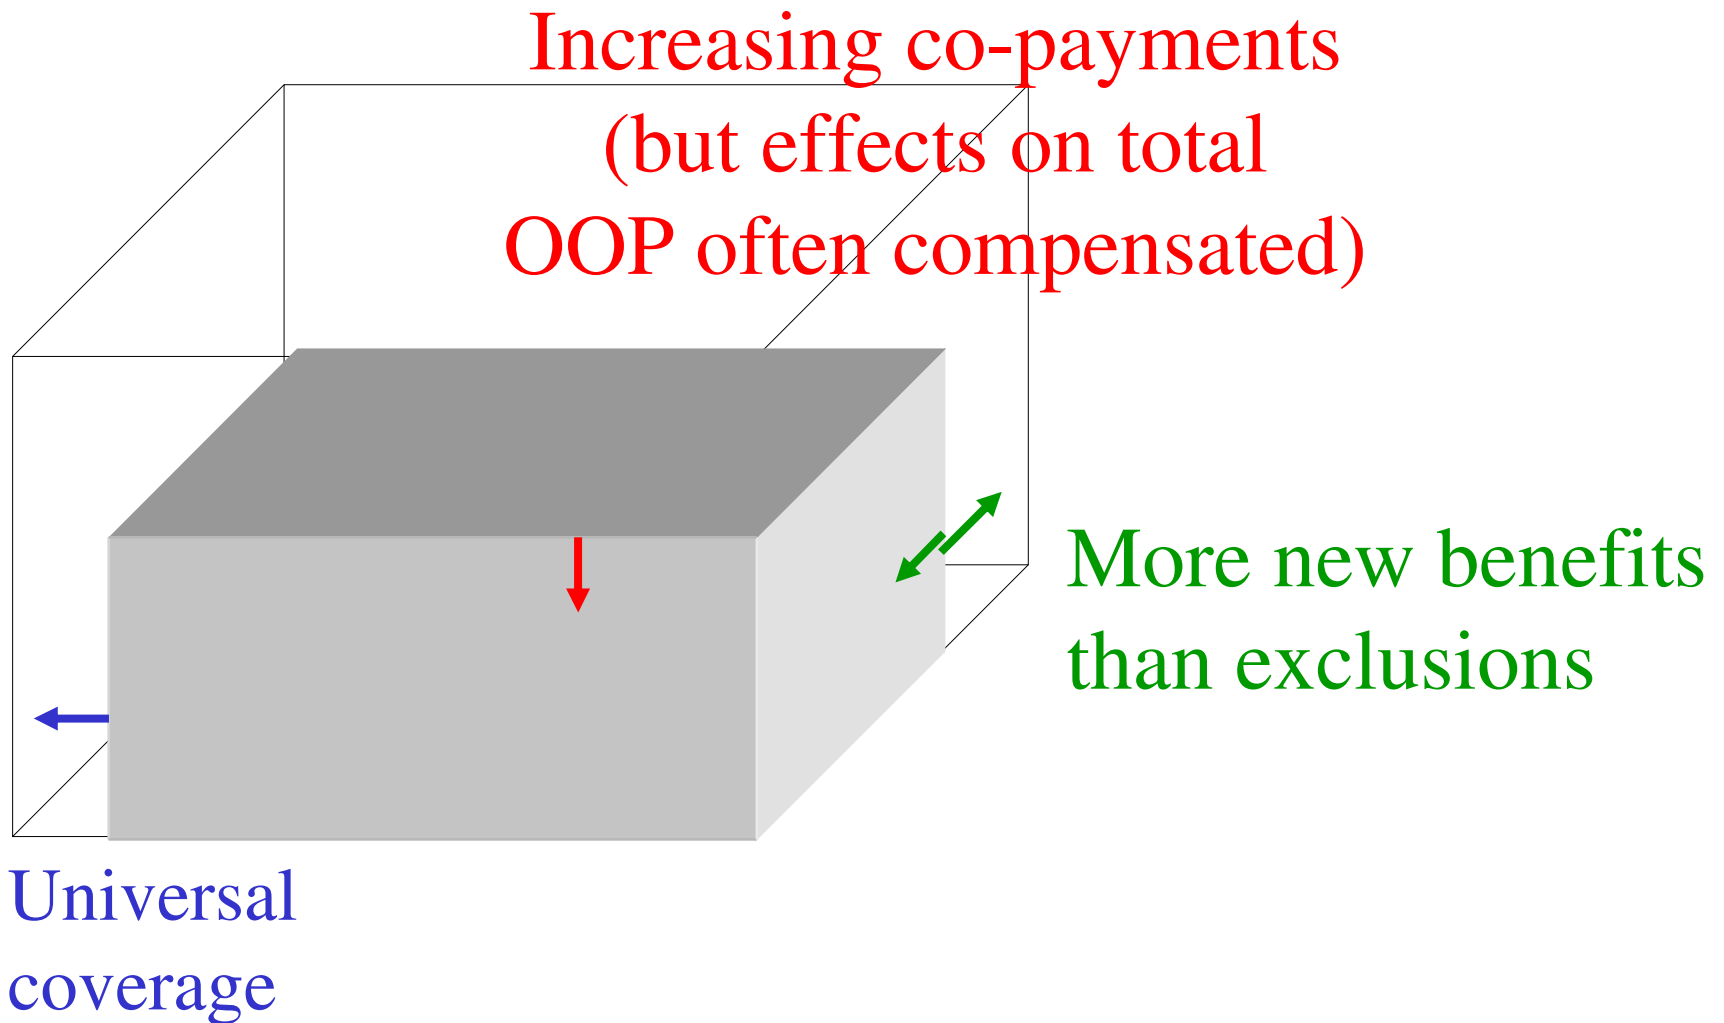 Increasing co-payments
(but effects on total
OOP often compensated)
More new benefits
than exclusions
Universal
coverage